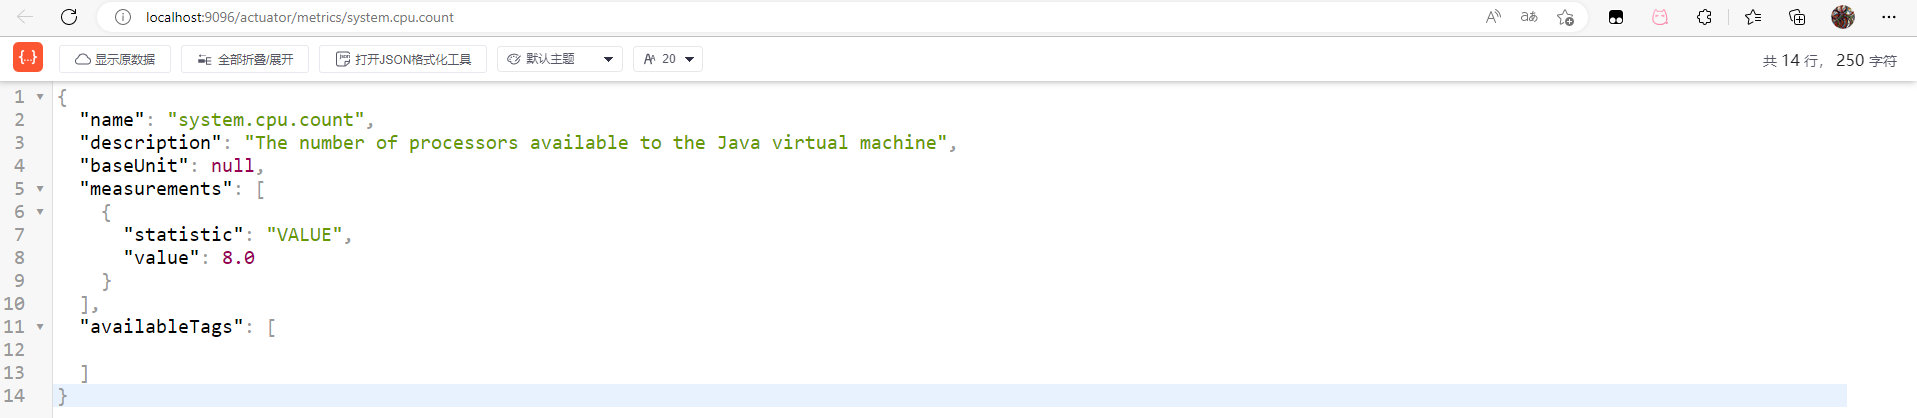 localhost:9096/actuator/metrics/system.cpu.count
{...} 显示原数据 全部折叠/展开 打开JSON格式化工具 默认主题 20 共 14 行， 250 字符
1 {
2 "name": "system.cpu.count",
3 "description": "The number of processors available to the Java virtual machine",
4 "baseUnit": null,
5 "measurements": [
6 {
7 "statistic": "VALUE",
8 "value": 8.0
9 }
10 ],
11 "availableTags": [
12
13 ]
14 }